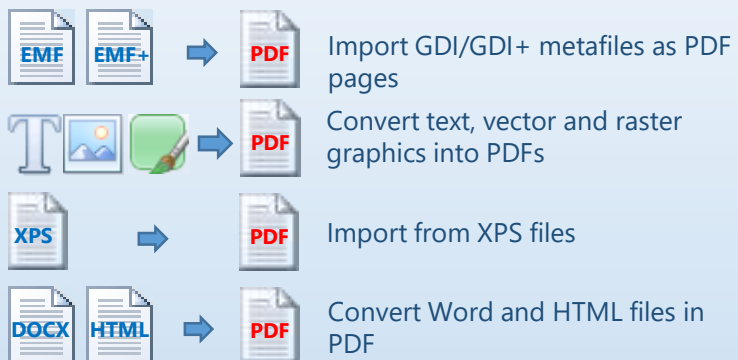 EMF EMF+ PDF Import GDI/GDI+ metafiles as PDF
pages
T PDF Convert text, vector and raster
graphics into PDFs
XPS PDF Import from XPS files
DOCX HTML PDF Convert Word and HTML files in
PDF